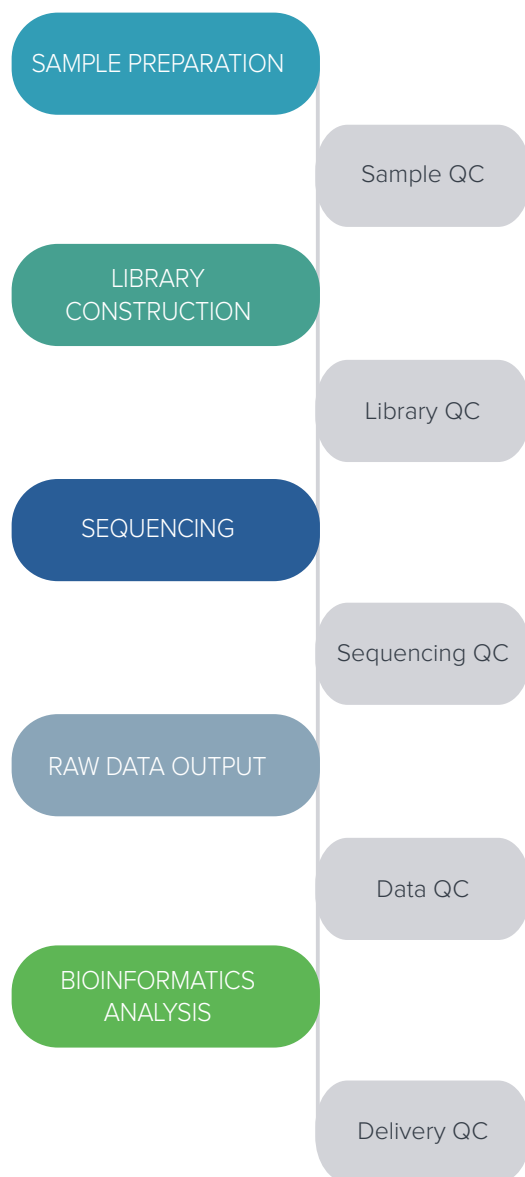 SAMPLE PREPARATION
Sample QC
LIBRARY
CONSTRUCTION
Library QC
SEQUENCING
Sequencing QC
RAW DATA OUTPUT
Data QC
BIOINFORMATICS
ANALYSIS
Delivery QC